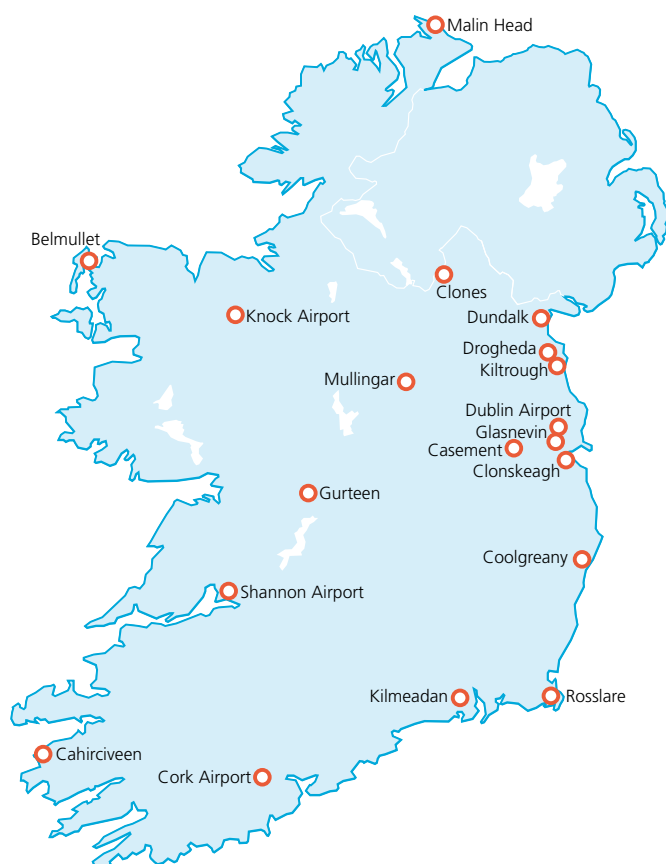 Malin Head
Belmullet
Clones
Knock Airport
Dundalk
Drogheda
Kiltrough
Mullingar
Dublin Airport
Glasnevin
Casement
Clonskeagh
Gurteen
Coolgreany
Shannon Airport
Kilmeadan
Rosslare
Cahirciveen
Cork Airport